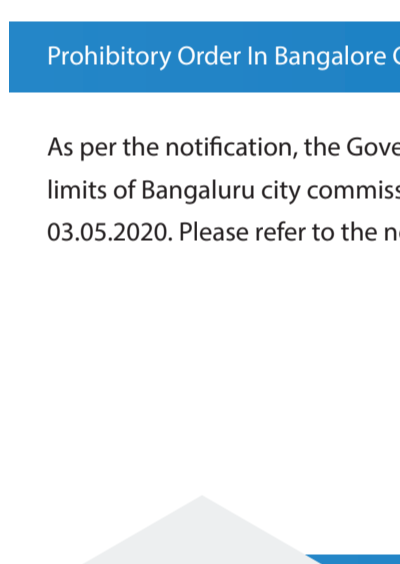 Prohibitory Order In Bangalore
As per the notification, the Gove
limits of Bangaluru city commiss
03.05.2020. Please refer to the n